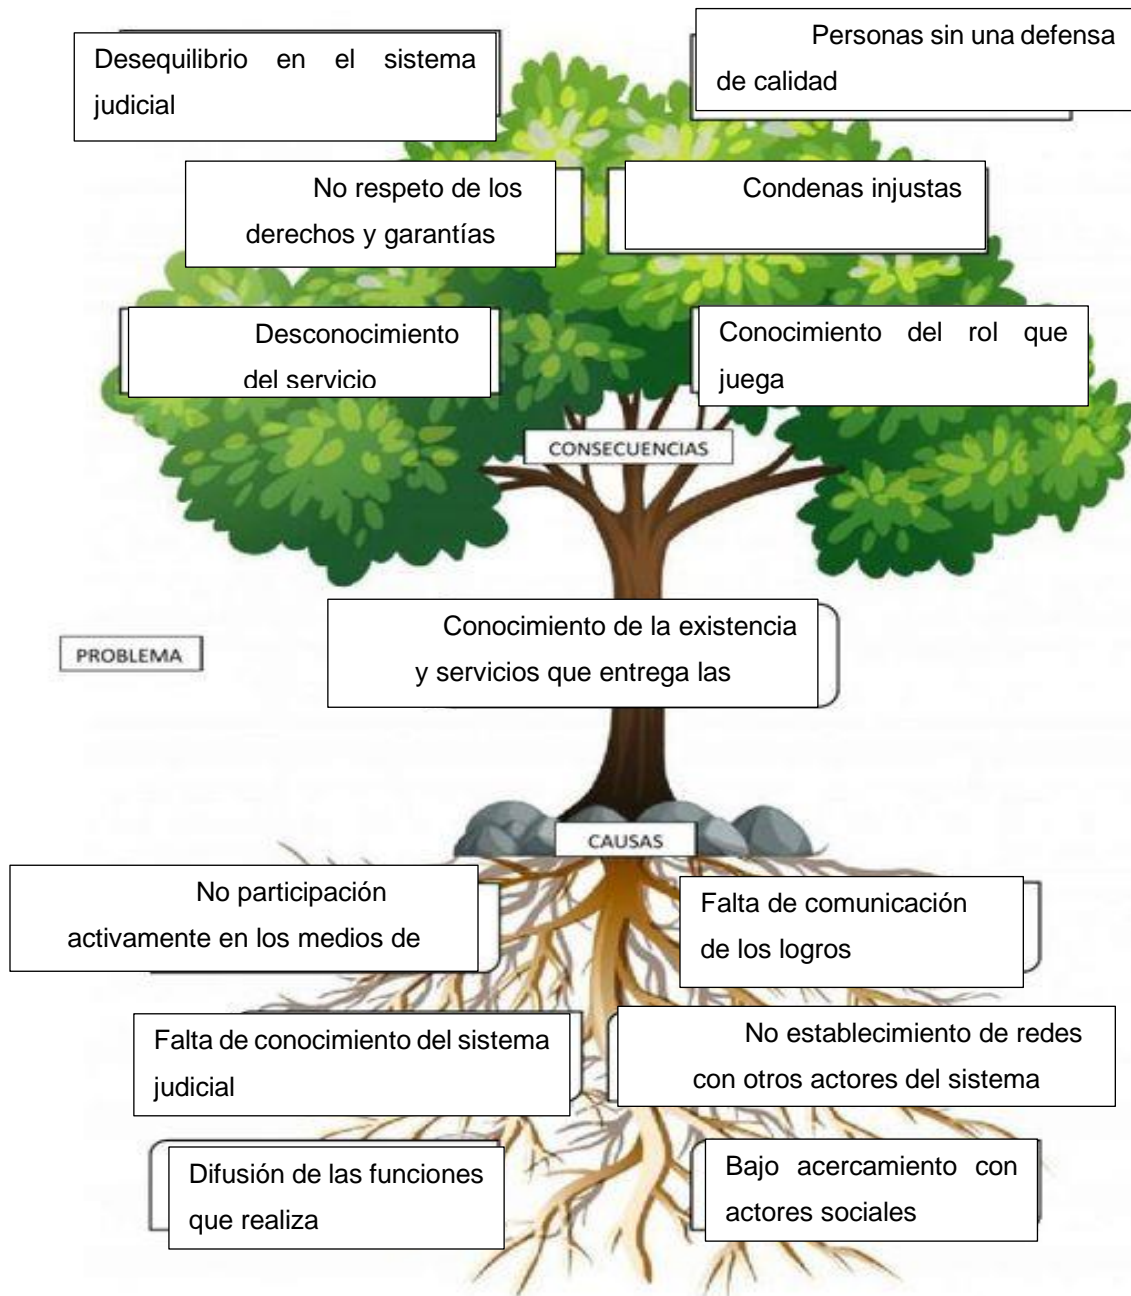 Desequilibrio en el sistema
judicial
Personas sin una defensa
de calidad
No respeto de los
derechos y garantías
Condenas injustas
Desconocimiento
del servicio
Conocimiento del rol que
juega
CONSECUENCIAS
Conocimiento de la existencia
y servicios que entrega las
PROBLEMA
CAUSAS
No participación
activamente en los medios de
Falta de comunicación
de los logros
Falta de conocimiento del sistema
judicial
No establecimiento de redes
con otros actores del sistema
Difusión de las funciones
que realiza
Bajo acercamiento con
actores sociales